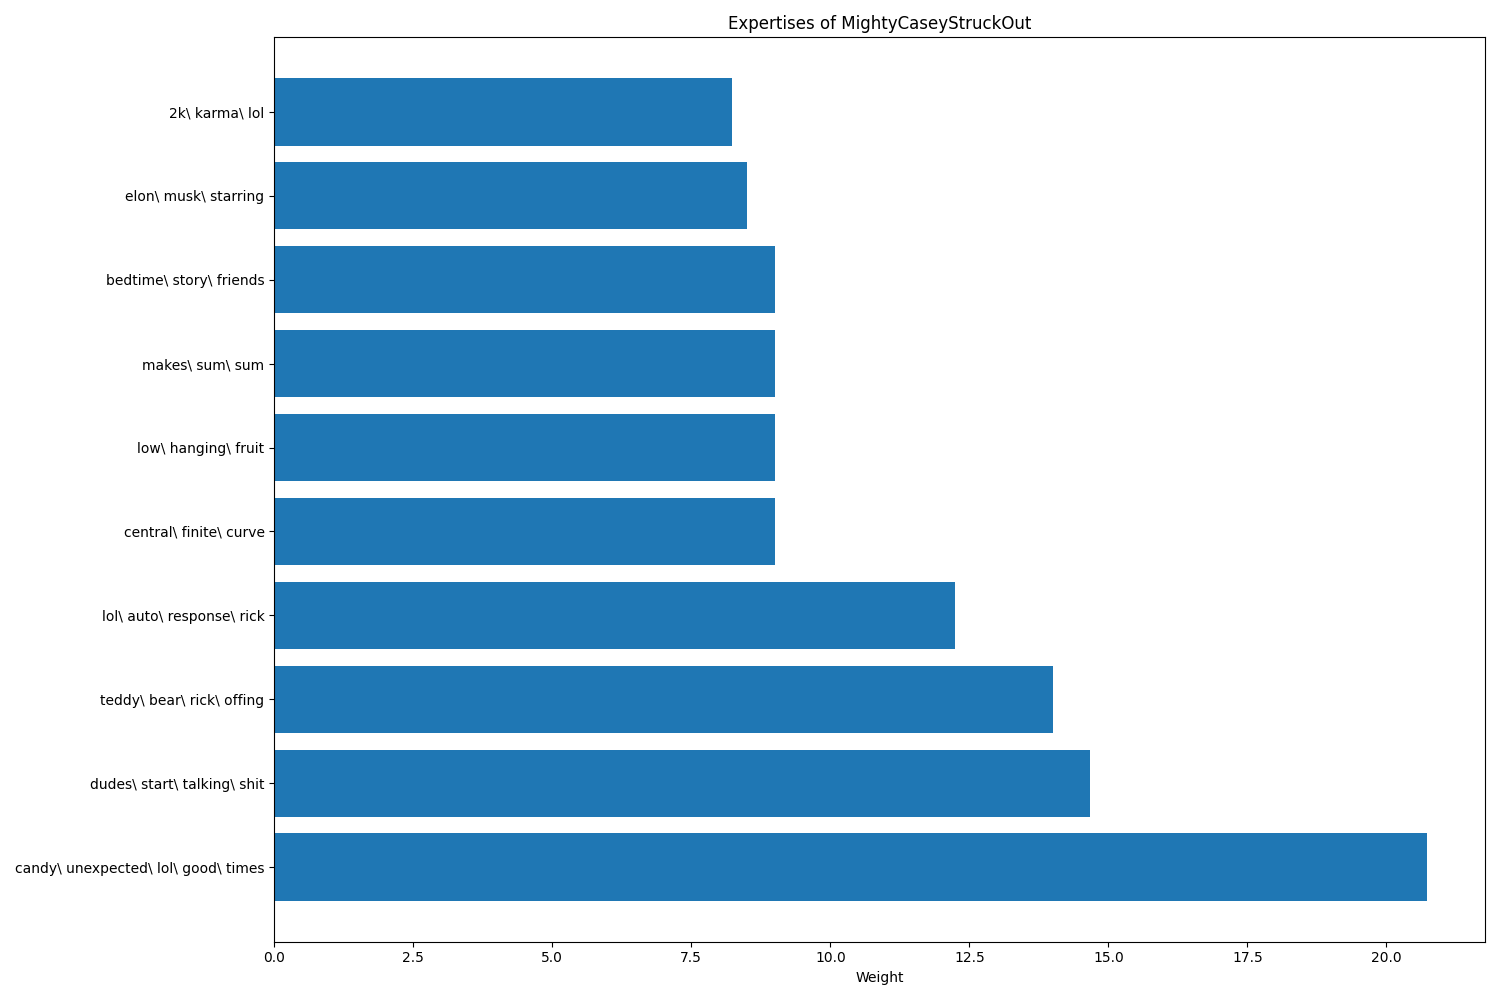 Expertises of MightyCaseyStruckOut
2k\ karma\ lol
elon\ musk\ starring
bedtime\ story\ friends
makes\ sum\ sum
low\ hanging\ fruit
central\ finite\ curve
lol\ auto\ response\ rick
teddy\ bear\ rick\ offing
dudes\ start\ talking\ shit
candy\ unexpected\ lol\ good\ times
0.0 2.5 5.0 7.5 10.0 12.5 15.0 17.5 20.0
Weight